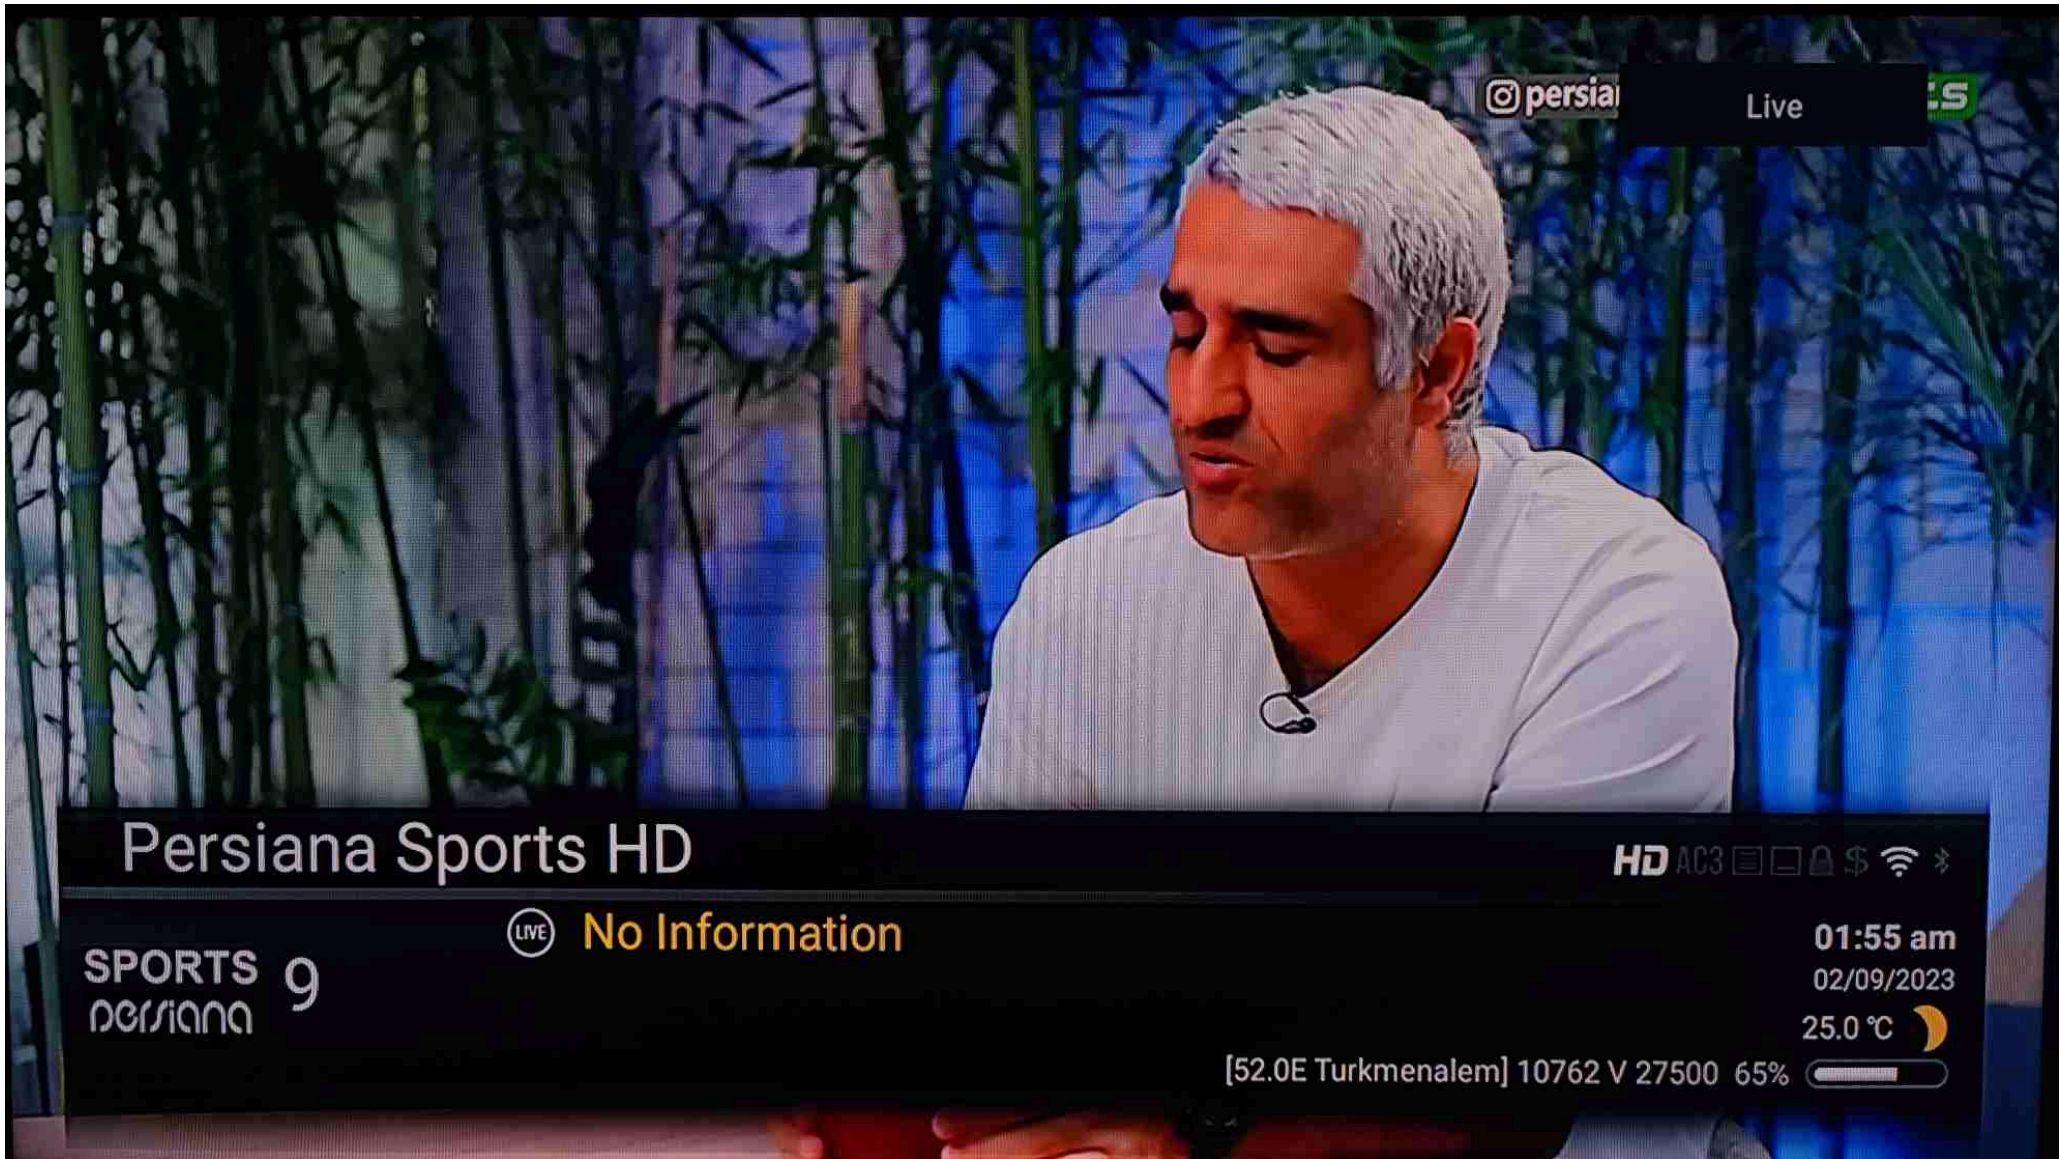 persia
Live
Persiana Sports HD
HD AC3 $
LIVE No Information
SPORTS
persiana
9
01:55 am
02/09/2023
25.0 ℃
[52.0E Turkmenalem] 10762 V 27500 65%